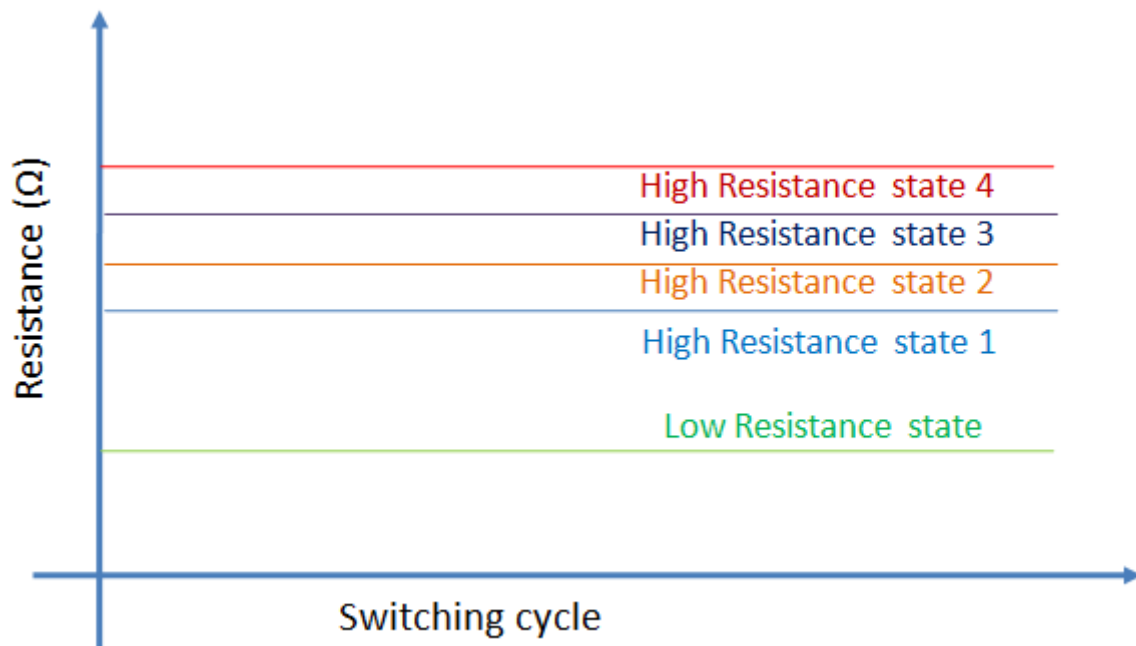 Resistance (Ω)
High Resistance state 4
High Resistance state 3
High Resistance state 2
High Resistance state 1
Low Resistance state
Switching cycle